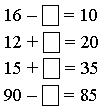 16 – □ = 10
12 + □ = 20
15 + □ = 35
90 – □ = 85